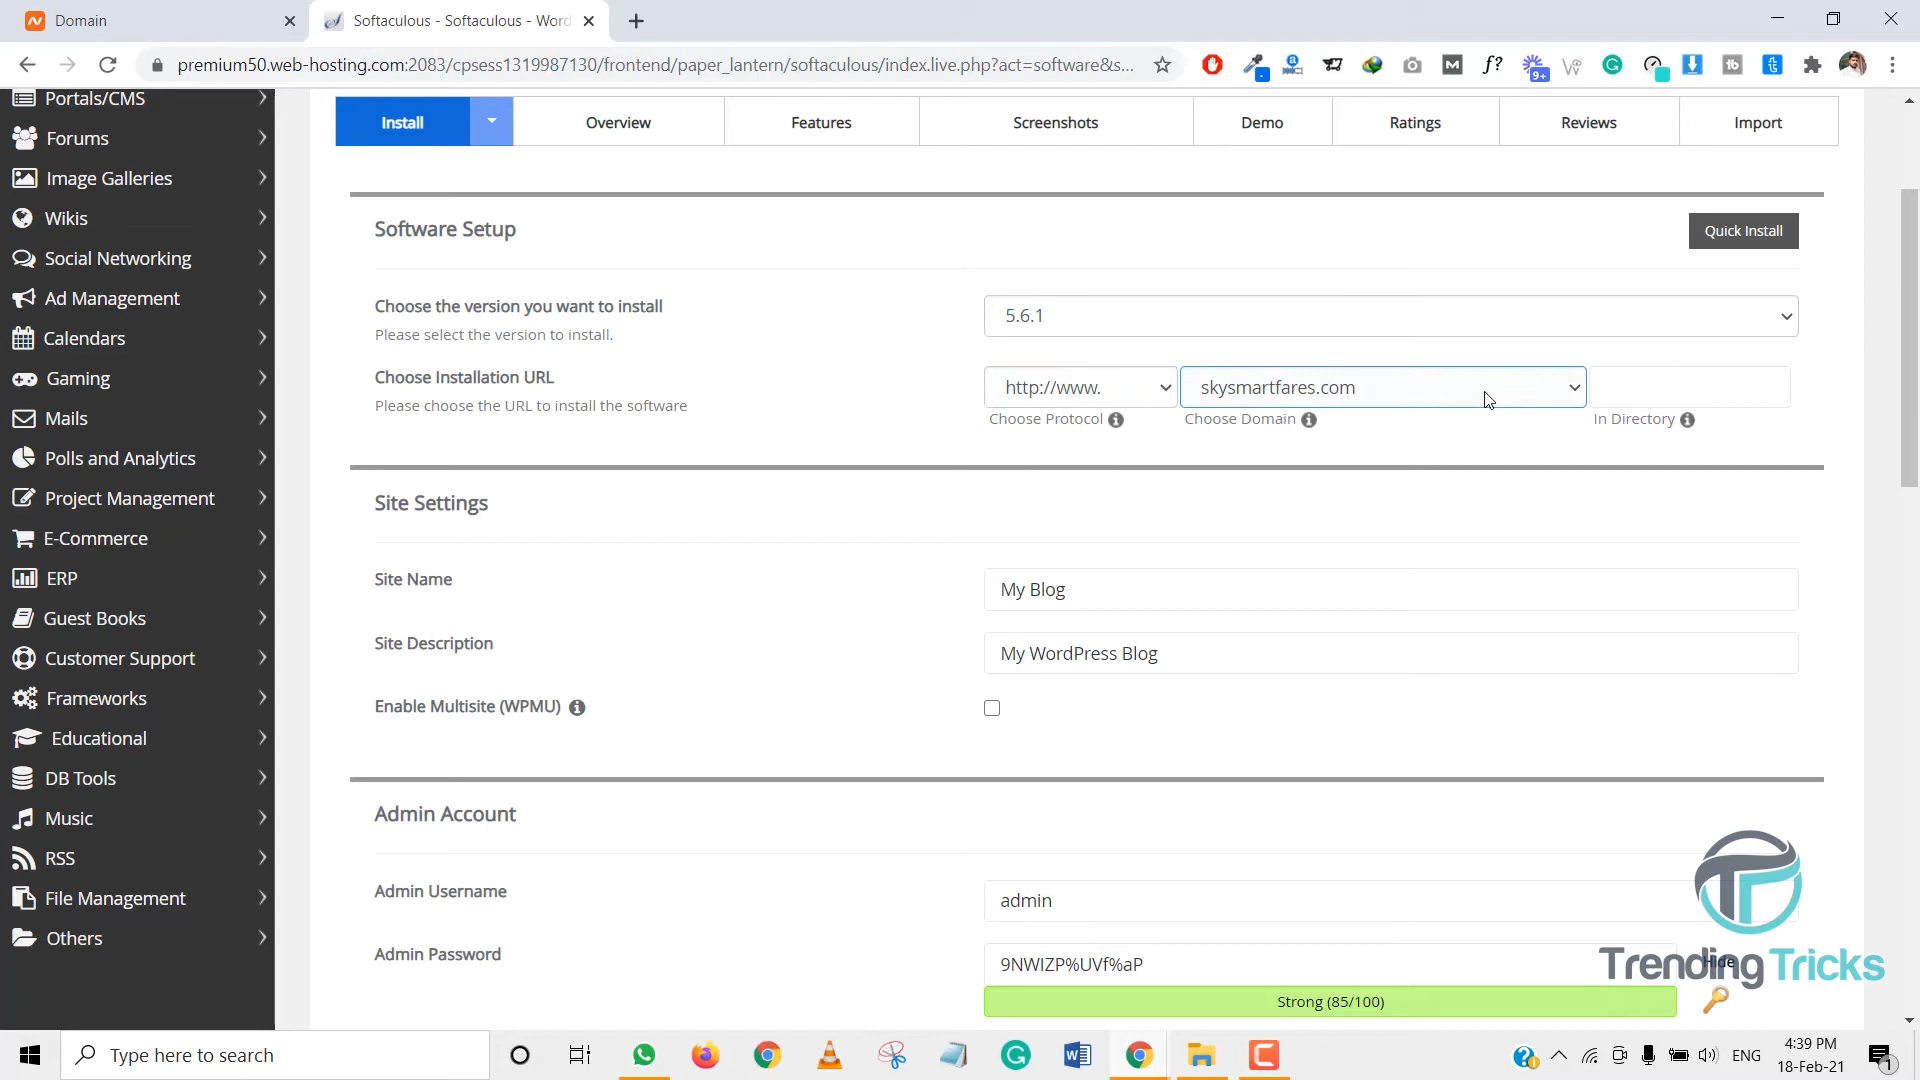 Domain
Softaculous - Softaculous - Word
premium50.web-hosting.com:2083/cpsess1319987130/frontend/paper_lantern/softaculous/index.live.php?act=software&s...
Portals/CMS
Forums
Image Galleries
Wikis
Social Networking
Ad Management
Calendars
Gaming
Mails
Polls and Analytics
Project Management
E-Commerce
ERP
Guest Books
Customer Support
Frameworks
Educational
DB Tools
Music
RSS
File Management
Others
Install
Overview
Features
Screenshots
Demo
Ratings
Reviews
Import
Software Setup
Quick Install
Choose the version you want to install
Please select the version to install.
5.6.1
Choose Installation URL
Please choose the URL to install the software
http://www.
skysmartfares.com
Choose Protocol
Choose Domain
In Directory
Site Settings
Site Name
My Blog
Site Description
My WordPress Blog
Enable Multisite (WPMU)
Admin Account
Admin Username
admin
Admin Password
9NWIZP%UVf%aP
Hide
Strong (85/100)
Trending Tricks
Type here to search
ENG
4:39 PM
18-Feb-21
9+
f?
M
1